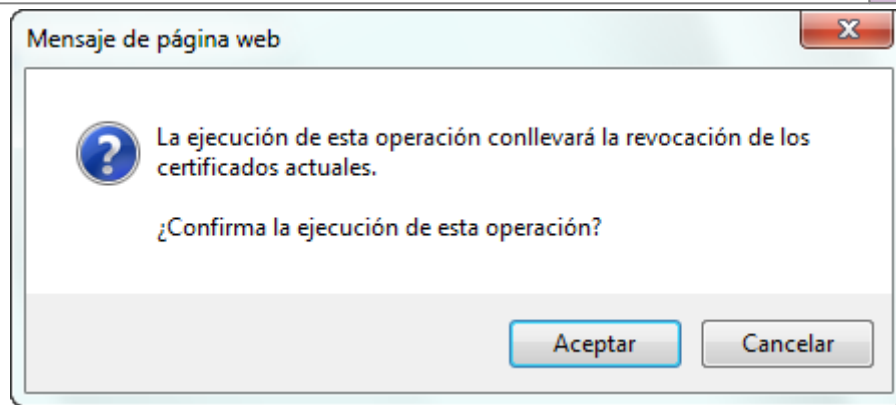 Mensaje de página web
La ejecución de esta operación conllevará la revocación de los
certificados actuales.
¿Confirma la ejecución de esta operación?
Aceptar
Cancelar